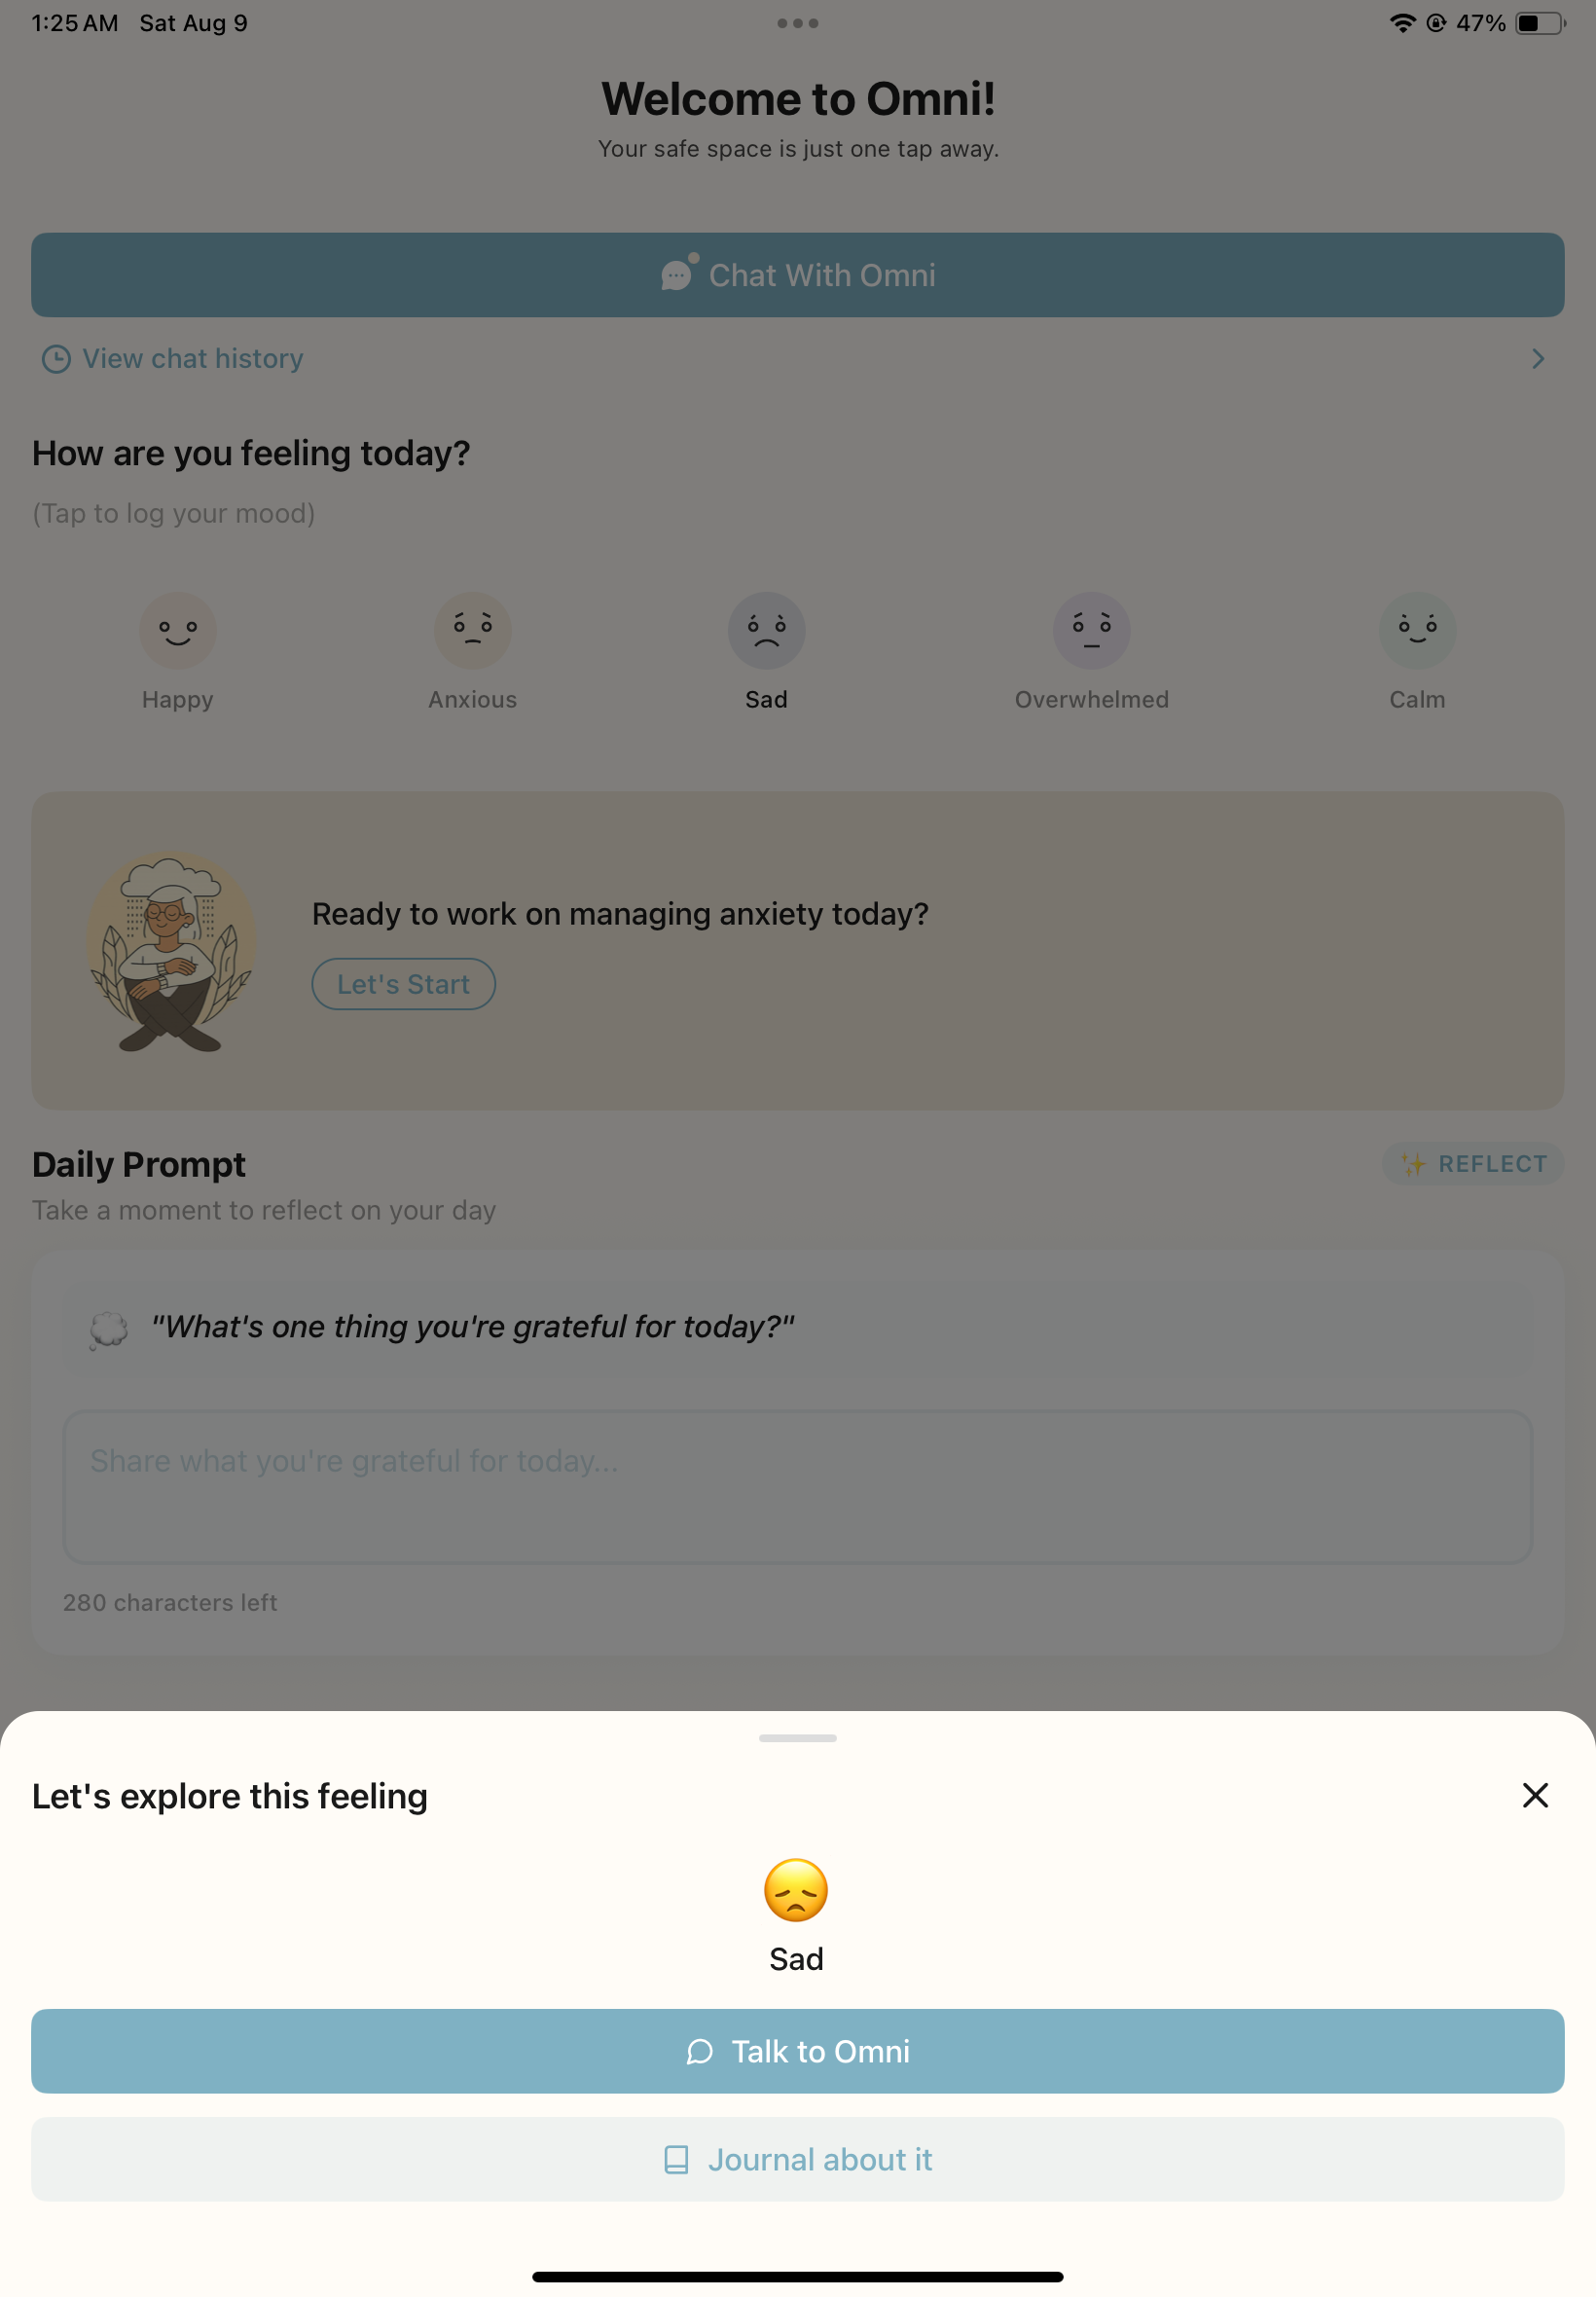 1:25 AM Sat Aug 9
47%
Welcome to Omni!
Your safe space is just one tap away.
Chat With Omni
View chat history
How are you feeling today?
(Tap to log your mood)
Happy Anxious Sad Overwhelmed Calm
Ready to work on managing anxiety today?
Let's Start
Daily Prompt
REFLECT
Take a moment to reflect on your day
"What's one thing you're grateful for today?"
Share what you're grateful for today...
280 characters left
Let's explore this feeling
Sad
Talk to Omni
Journal about it